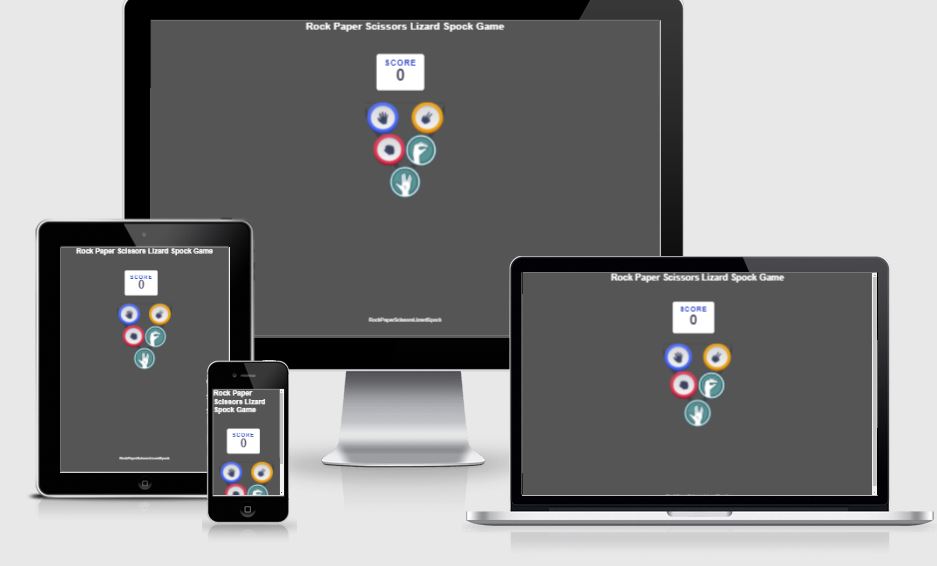 Rock Paper Scissors Lizard Spock Game
SCORE
0
RockPaperScissorsLizardSpock
Rock Paper Scissors Lizard Spock Game
SCORE
0
RockPaperScissorsLizardSpock
Rock Paper
Scissors Lizard
Spock Game
SCORE
0
Rock Paper Scissors Lizard Spock Game
SCORE
0